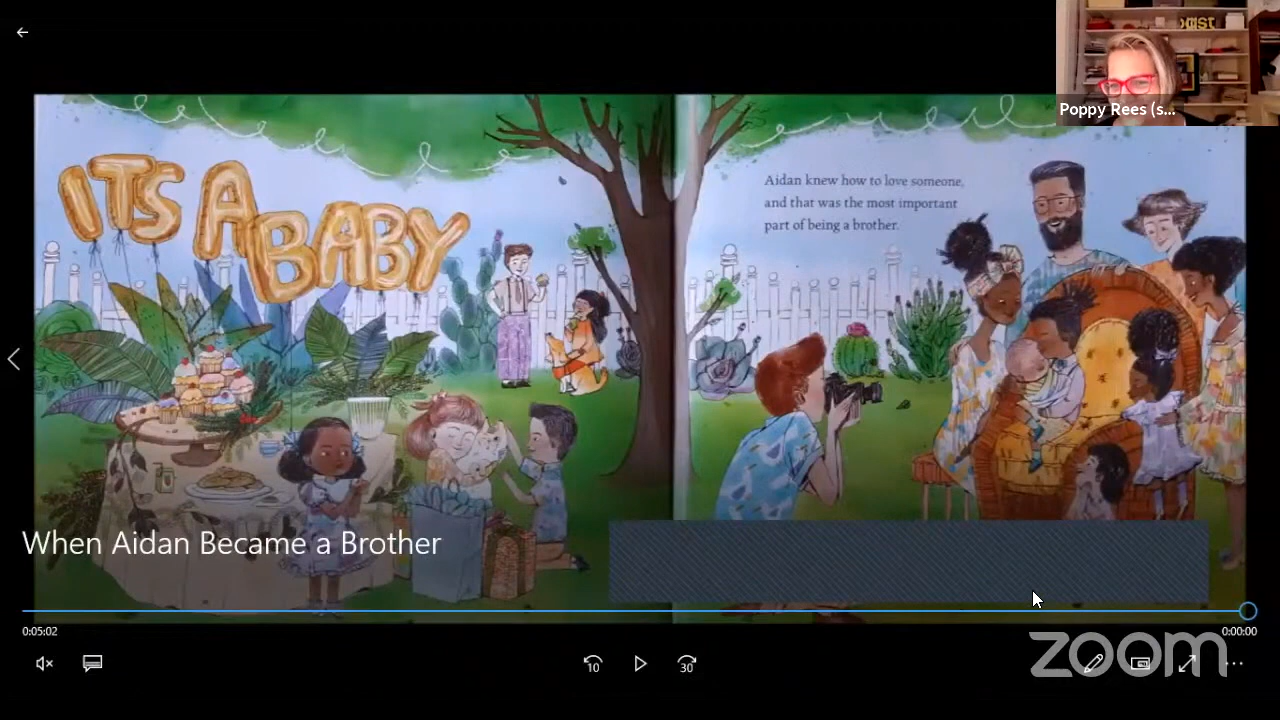 Past
Poppy Rees (s...
ITS A
BABY
Aidan knew how to love someone,
and that was the most important
part of being a brother.
When Aidan Became a Brother
0:05:02
0:00:00
10
30
zoom